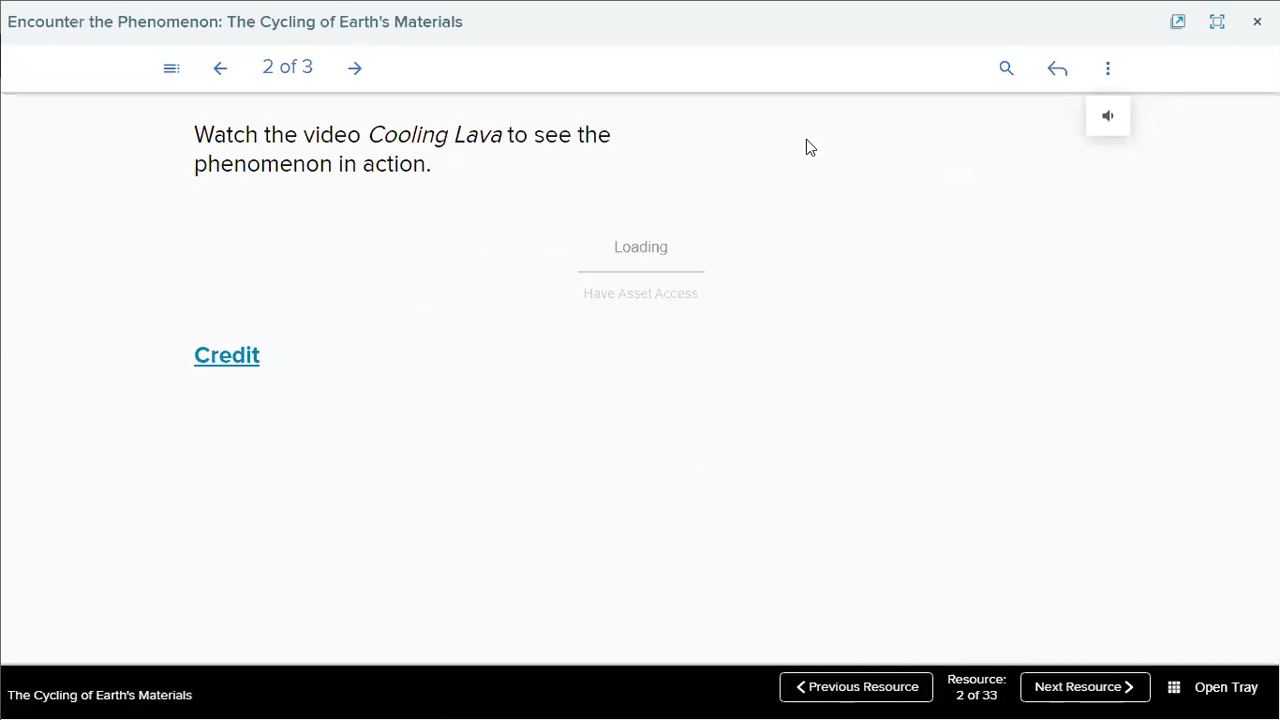 Encounter the Phenomenon: The Cycling of Earth's Materials
2 of 3
Watch the video Cooling Lava to see the
phenomenon in action.
Loading
Have Asset Access
Credit
The Cycling of Earth's Materials
Previous Resource
Resource:
2 of 33
Next Resource
Open Tray